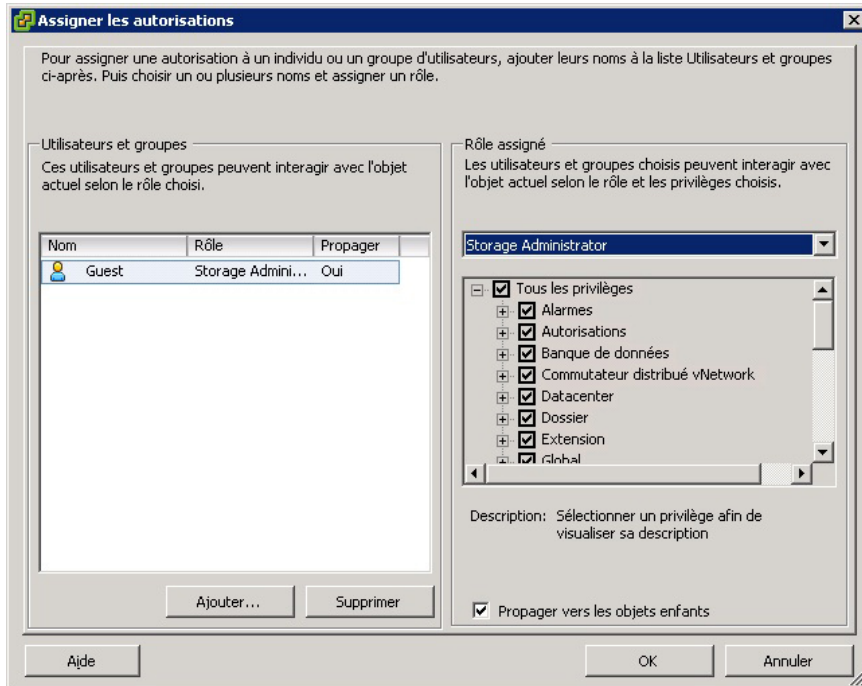 Assigner les autorisations
Pour assigner une autorisation à un individu ou un groupe d'utilisateurs, ajouter leurs noms à la liste Utilisateurs et groupes
ci-après. Puis choisir un ou plusieurs noms et assigner un rôle.
Utilisateurs et groupes
Ces utilisateurs et groupes peuvent interagir avec l'objet
actuel selon le rôle choisi.
Nom Rôle Propager
Guest Storage Admini... Oui
Ajouter... Supprimer
Rôle assigné
Les utilisateurs et groupes choisis peuvent interagir avec
l'objet actuel selon le rôle et les privilèges choisis.
Storage Administrator
Tous les privilèges
Alarmes
Autorisations
Banque de données
Commutateur distribué vNetwork
Datacenter
Dossier
Extension
Global
Description: Sélectionner un privilège afin de
visualiser sa description
Propager vers les objets enfants
Aide OK Annuler